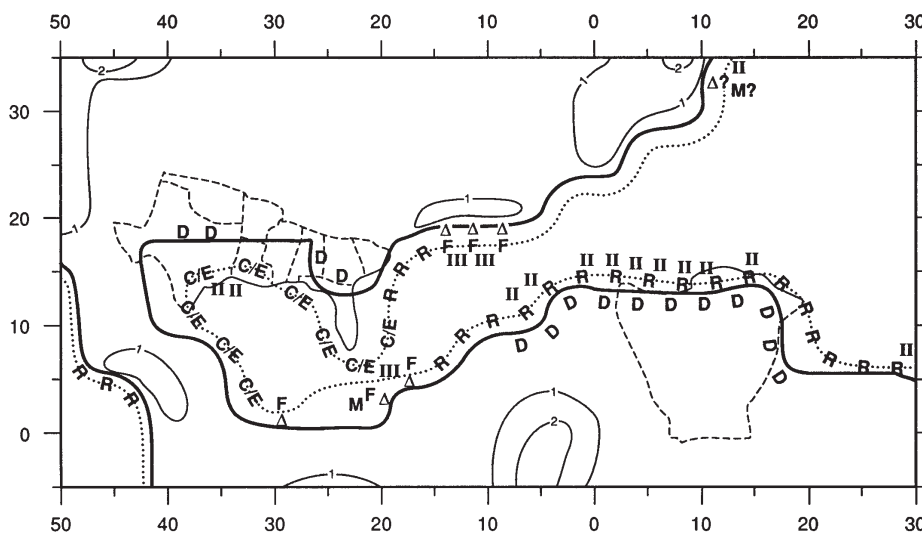 50 40 30 20 10 0 10 20 30
2 1 2 II
30 1 Δ? M?
1
20 1 D D Δ Δ Δ
F F F
D R III III
C/E C/E D R II II II II II II
II II R R R R R R R R R
C/E C/E R II II D D D D D D D R
10 C/E C/E R R R D D D R
1 C/E III F R D R II
R R R C/E F Δ M F Δ D R R R
0 1
2
1
50 40 30 20 10 0 10 20 30